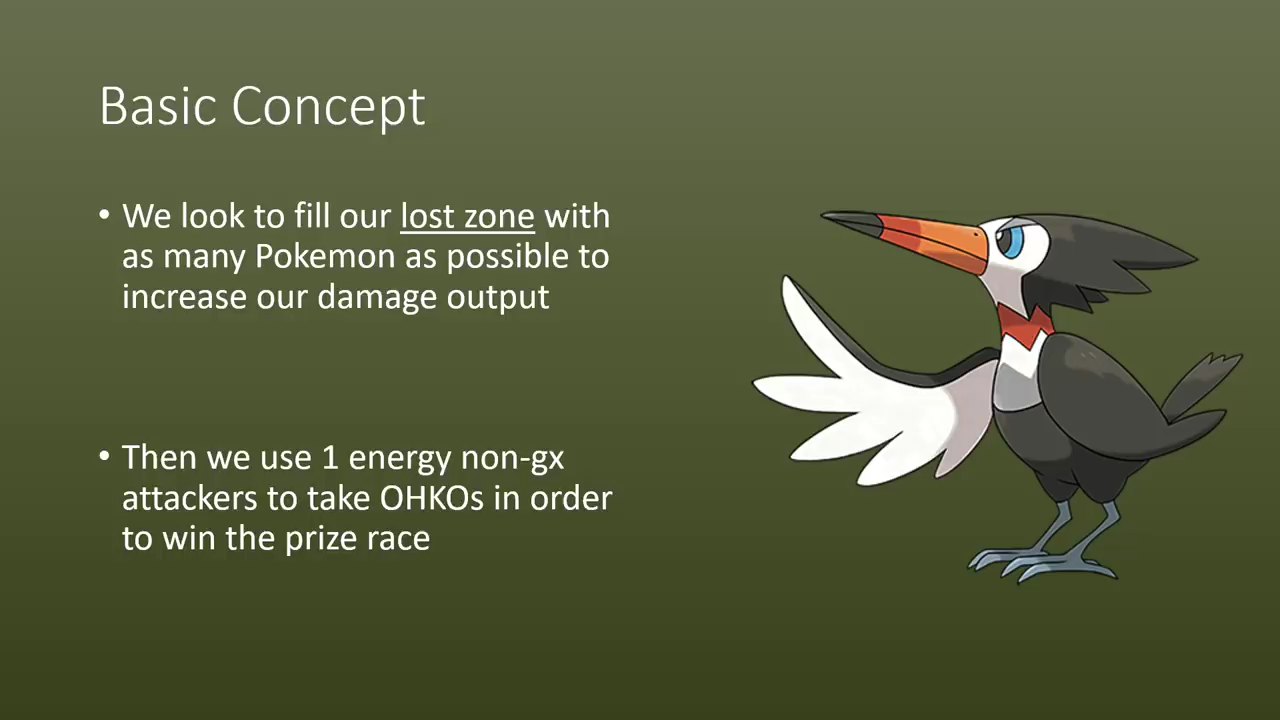 Basic Concept
• We look to fill our lost zone with
as many Pokemon as possible to
increase our damage output
• Then we use 1 energy non-gx
attackers to take OHKOs in order
to win the prize race